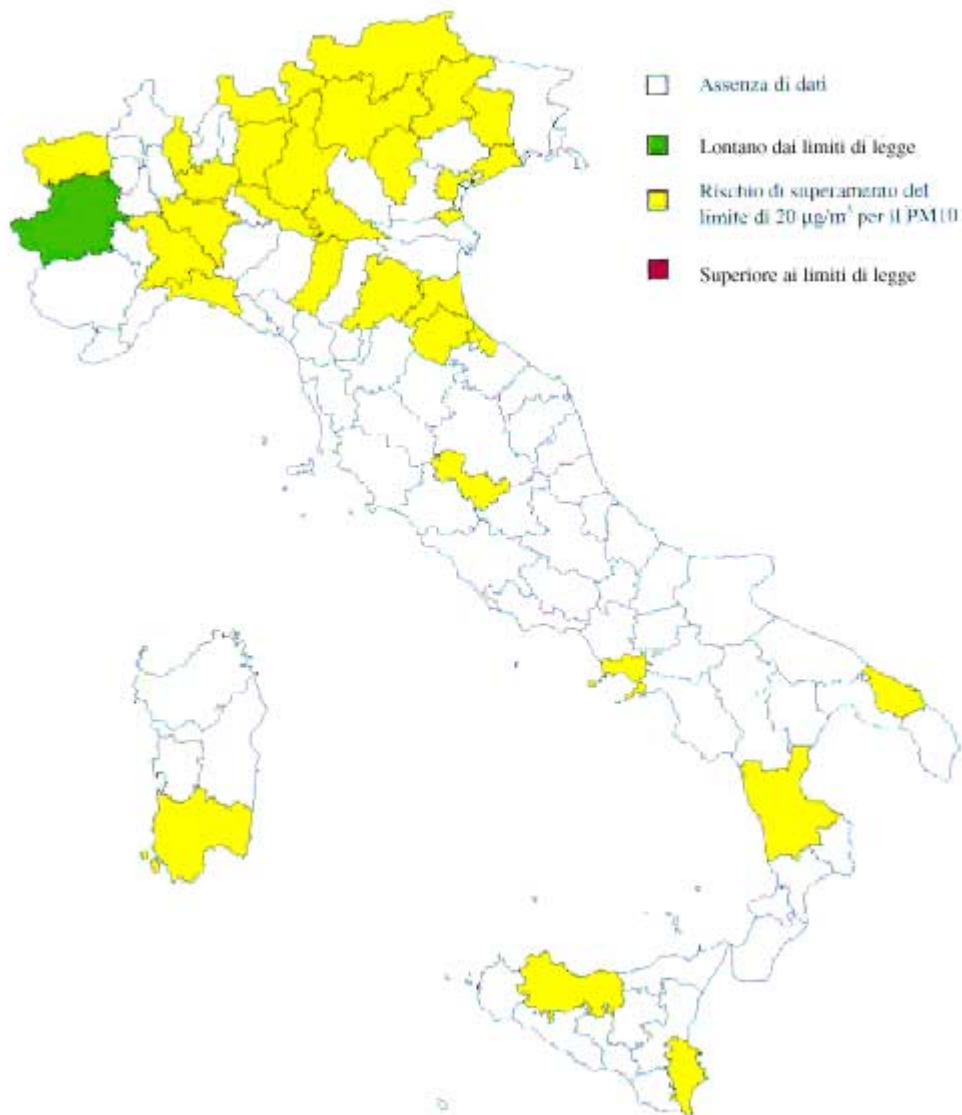 Assenza di dati
Lontano dai limiti di legge
Rischio di superamento del
limite di 20 µg/m³ per il PM10
Superiore ai limiti di legge